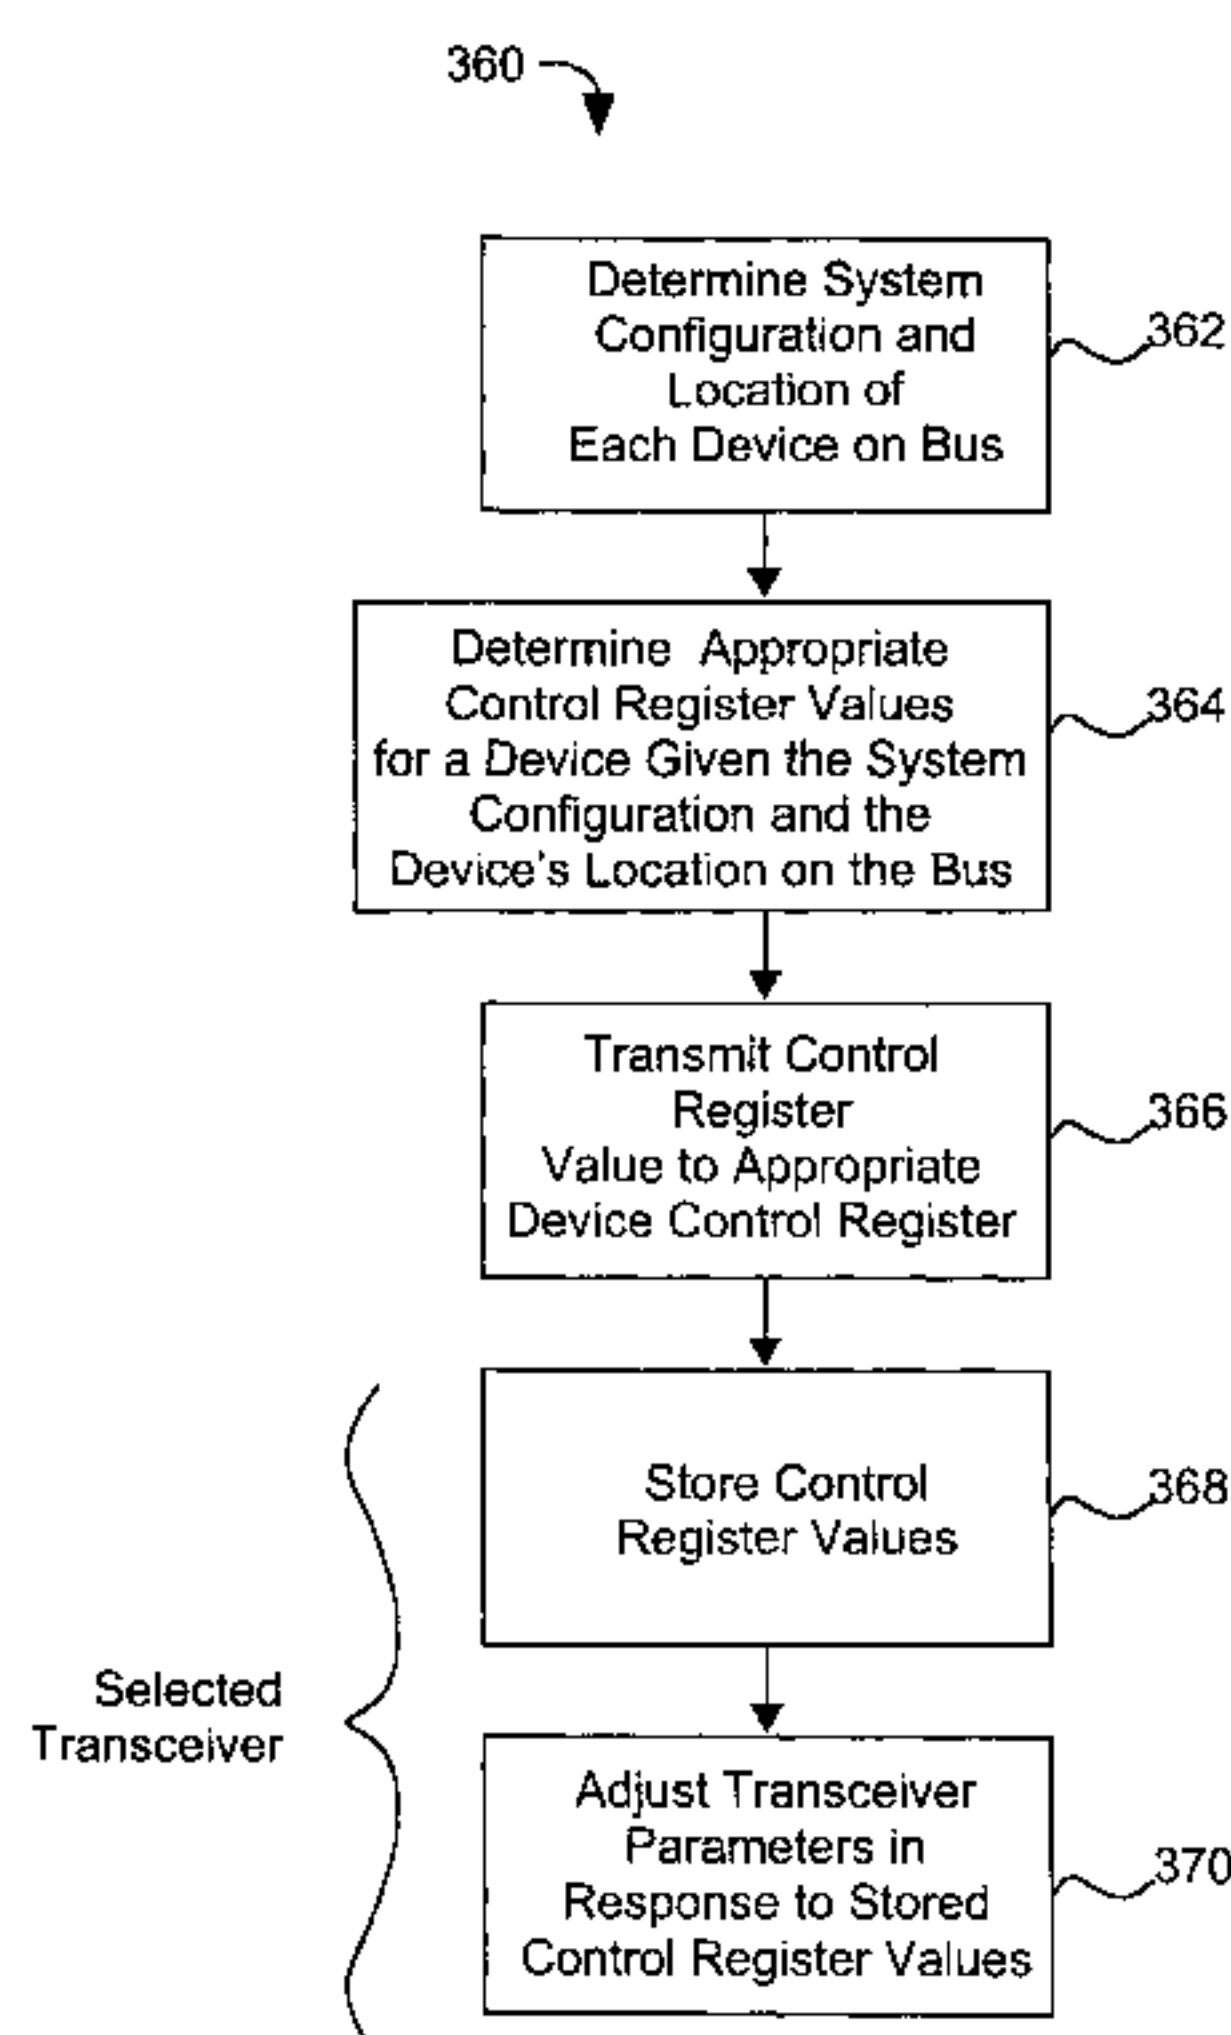 360
Determine System
Configuration and
Location of
Each Device on Bus
362
Determine Appropriate
Control Register Values
for a Device Given the System
Configuration and the
Device's Location on the Bus
364
Transmit Control
Register
Value to Appropriate
Device Control Register
366
Store Control
Register Values
368
Selected
Transceiver
Adjust Transceiver
Parameters in
Response to Stored
Control Register Values
370